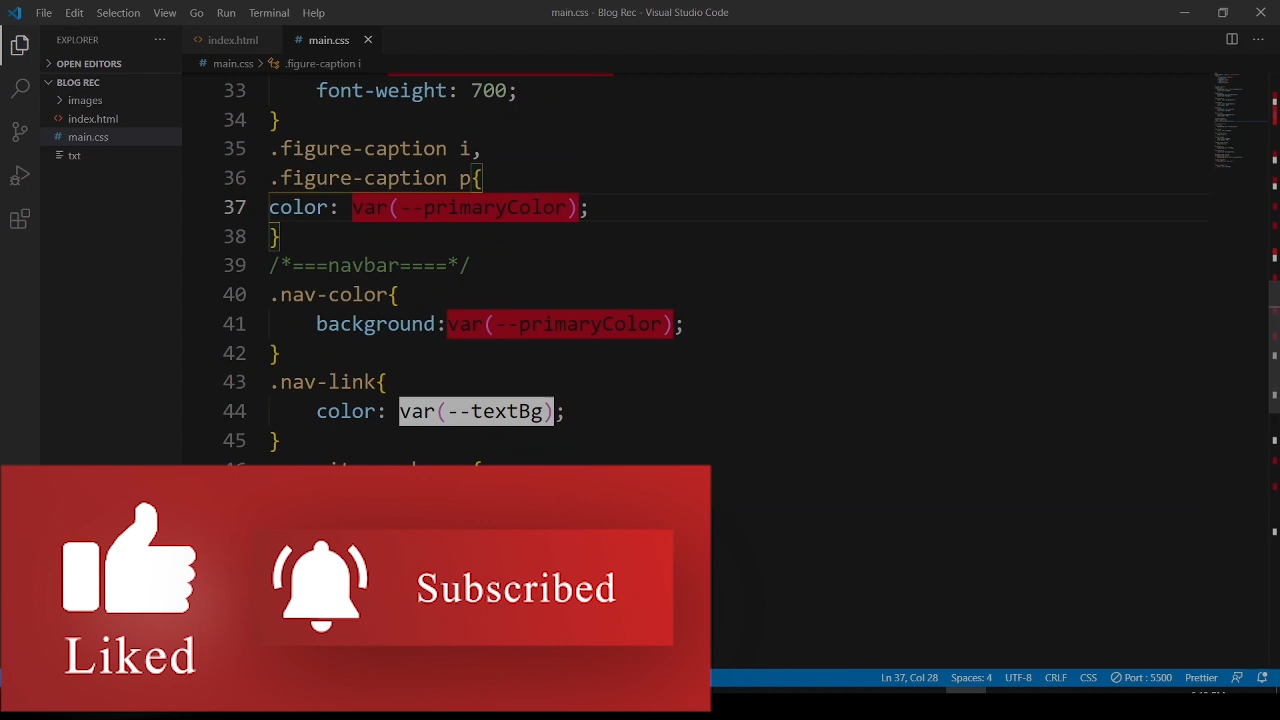 File Edit Selection View Go Run Terminal Help
main.css - Blog Rec - Visual Studio Code
EXPLORER
OPEN EDITORS
BLOG REC
images
index.html
main.css
txt
index.html
main.css
main.css > .figure-caption i
33 font-weight: 700;
34 }
35 .figure-caption i,
36 .figure-caption p{
37 color: var(--primaryColor);
38 }
39 /*===navbar====*/
40 .nav-color{
41 background:var(--primaryColor);
42 }
43 .nav-link{
44 color: var(--textBg);
45 }
Liked
Subscribed
Ln 37, Col 28 Spaces: 4 UTF-8 CRLF CSS Port : 5500 Prettier